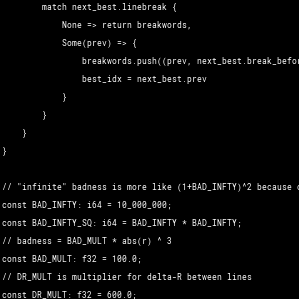 match next_best.linebreak {
None => return breakwords,
Some(prev) => {
breakwords.push((prev, next_best.break_befor
best_idx = next_best.prev
}
}
}
}
// "infinite" badness is more like (1+BAD_INFTY)^2 because o
const BAD_INFTY: i64 = 10_000_000;
const BAD_INFTY_SQ: i64 = BAD_INFTY * BAD_INFTY;
// badness = BAD_MULT * abs(r) ^ 3
const BAD_MULT: f32 = 100.0;
// DR_MULT is multiplier for delta-R between lines
const DR_MULT: f32 = 600.0;